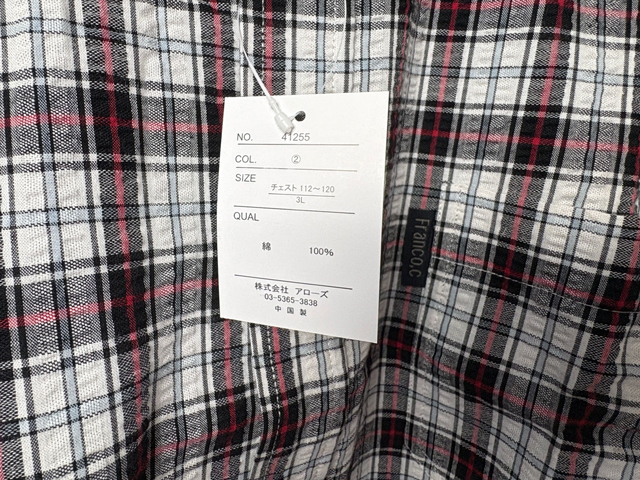 NO. 41255
COL. ②
SIZE
チェスト 112～120
3L
QUAL
綿 100%
株式会社 アローズ
03-5365-3838
中国製
Franco.c